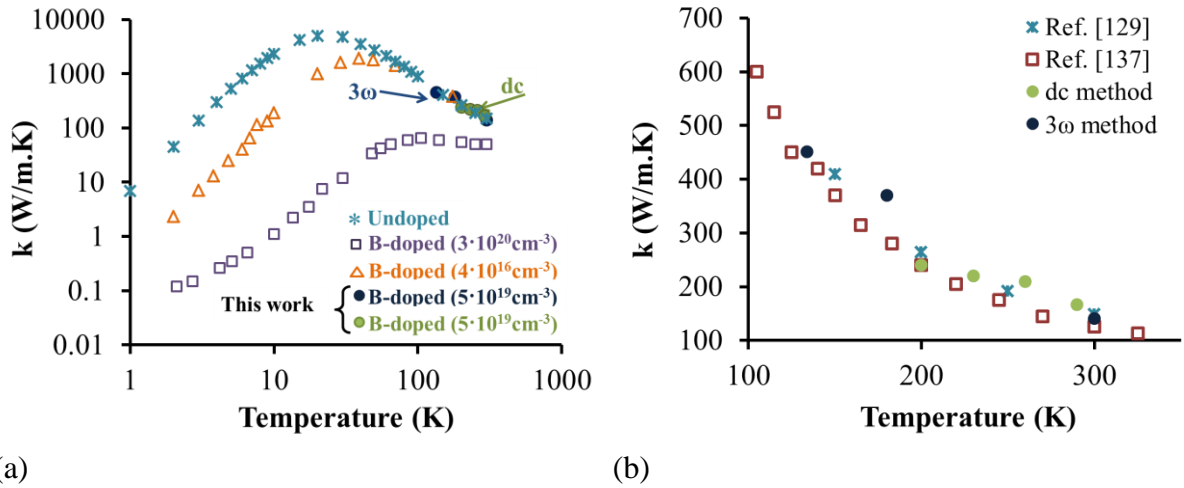 10000
1000
100
10
1
0.1
0.01
k (W/m.K)
1
10
100
1000
Temperature (K)
3ω
dc
Undoped
B-doped (3·10²⁰cm⁻³)
B-doped (4·10¹⁶cm⁻³)
This work
B-doped (5·10¹⁹cm⁻³)
B-doped (5·10¹⁹cm⁻³)
(a)
700
600
500
400
300
200
100
k (W/m.K)
100
200
300
Temperature (K)
Ref. [129]
Ref. [137]
dc method
3ω method
(b)